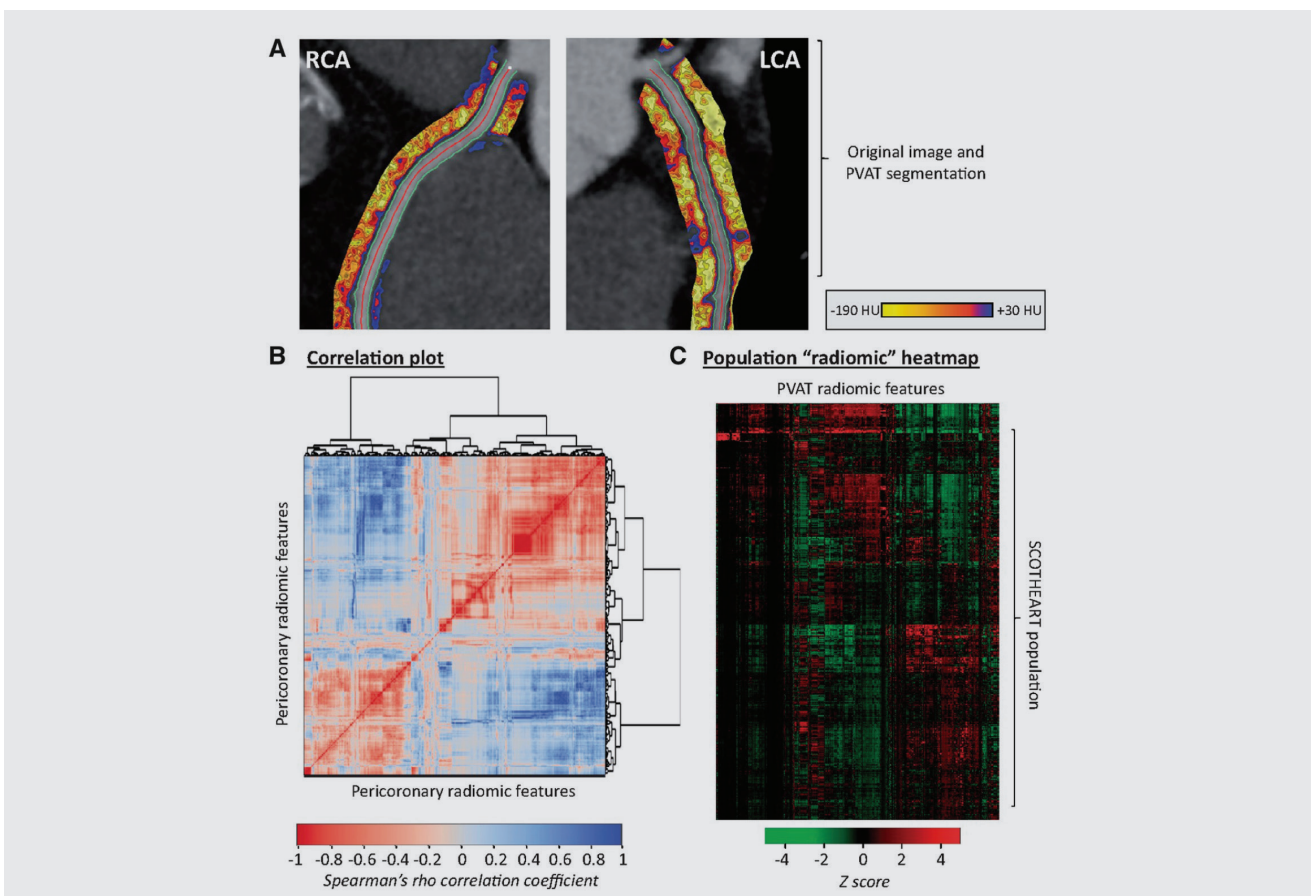 A
RCA
LCA
Original image and
PVAT segmentation
-190 HU
+30 HU
B
Correlation plot
Pericoronary radiomic features
Pericoronary radiomic features
-1 -0.8 -0.6 -0.4 -0.2 0 0.2 0.4 0.6 0.8 1
Spearman's rho correlation coefficient
C
Population “radiomic” heatmap
PVAT radiomic features
SCOTHEART population
-4 -2 0 2 4
Z score